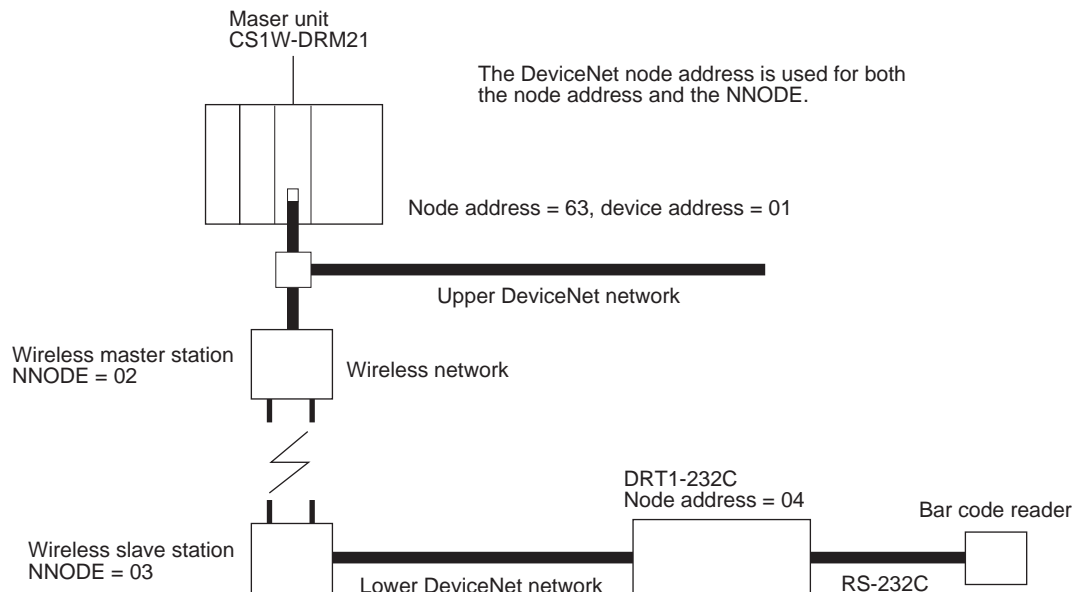 Maser unit
CS1W-DRM21
The DeviceNet node address is used for both
the node address and the NNODE.
Node address = 63, device address = 01
Upper DeviceNet network
Wireless master station
NNODE = 02
Wireless network
DRT1-232C
Node address = 04
Bar code reader
Wireless slave station
NNODE = 03
Lower DeviceNet network
RS-232C